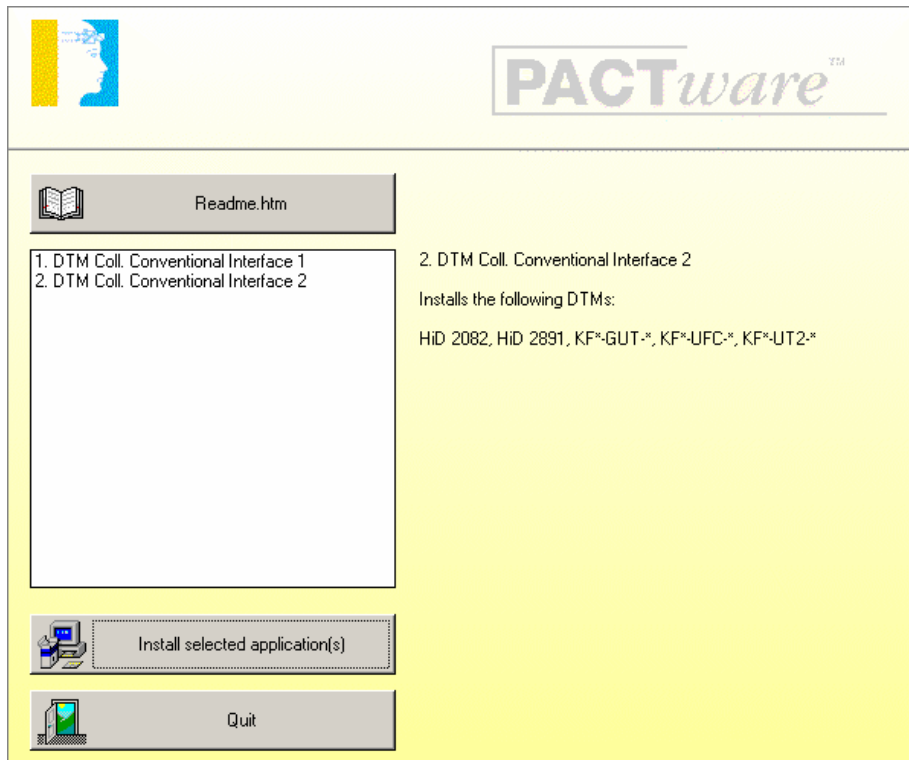 PACTware™
Readme.htm
1. DTM Coll. Conventional Interface 1
2. DTM Coll. Conventional Interface 2
2. DTM Coll. Conventional Interface 2
Installs the following DTMs:
HiD 2082, HiD 2891, KF*-GUT-*, KF*-UFC-*, KF*-UT2-*
Install selected application(s)
Quit